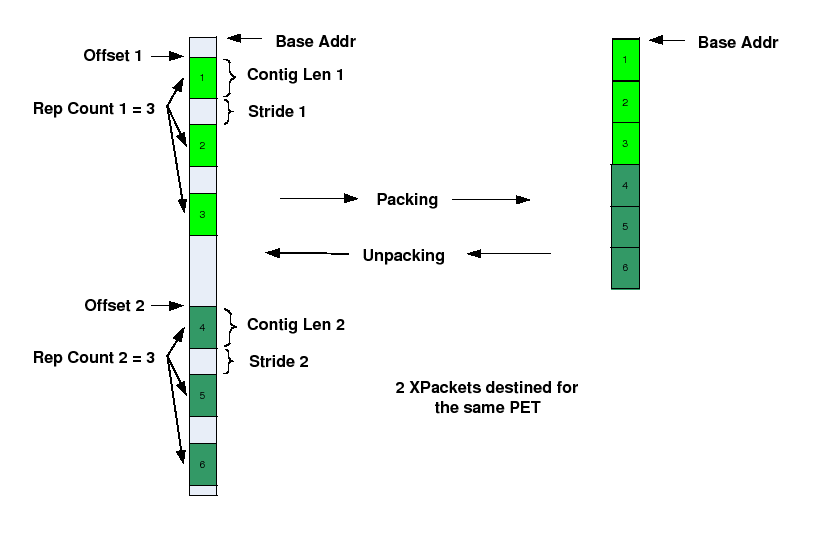 Base Addr
Offset 1
1
Contig Len 1
Rep Count 1 = 3
Stride 1
2
3
Packing
Unpacking
Offset 2
4
Contig Len 2
Rep Count 2 = 3
Stride 2
5
6
2 XPackets destined for
the same PET
Base Addr
1
2
3
4
5
6